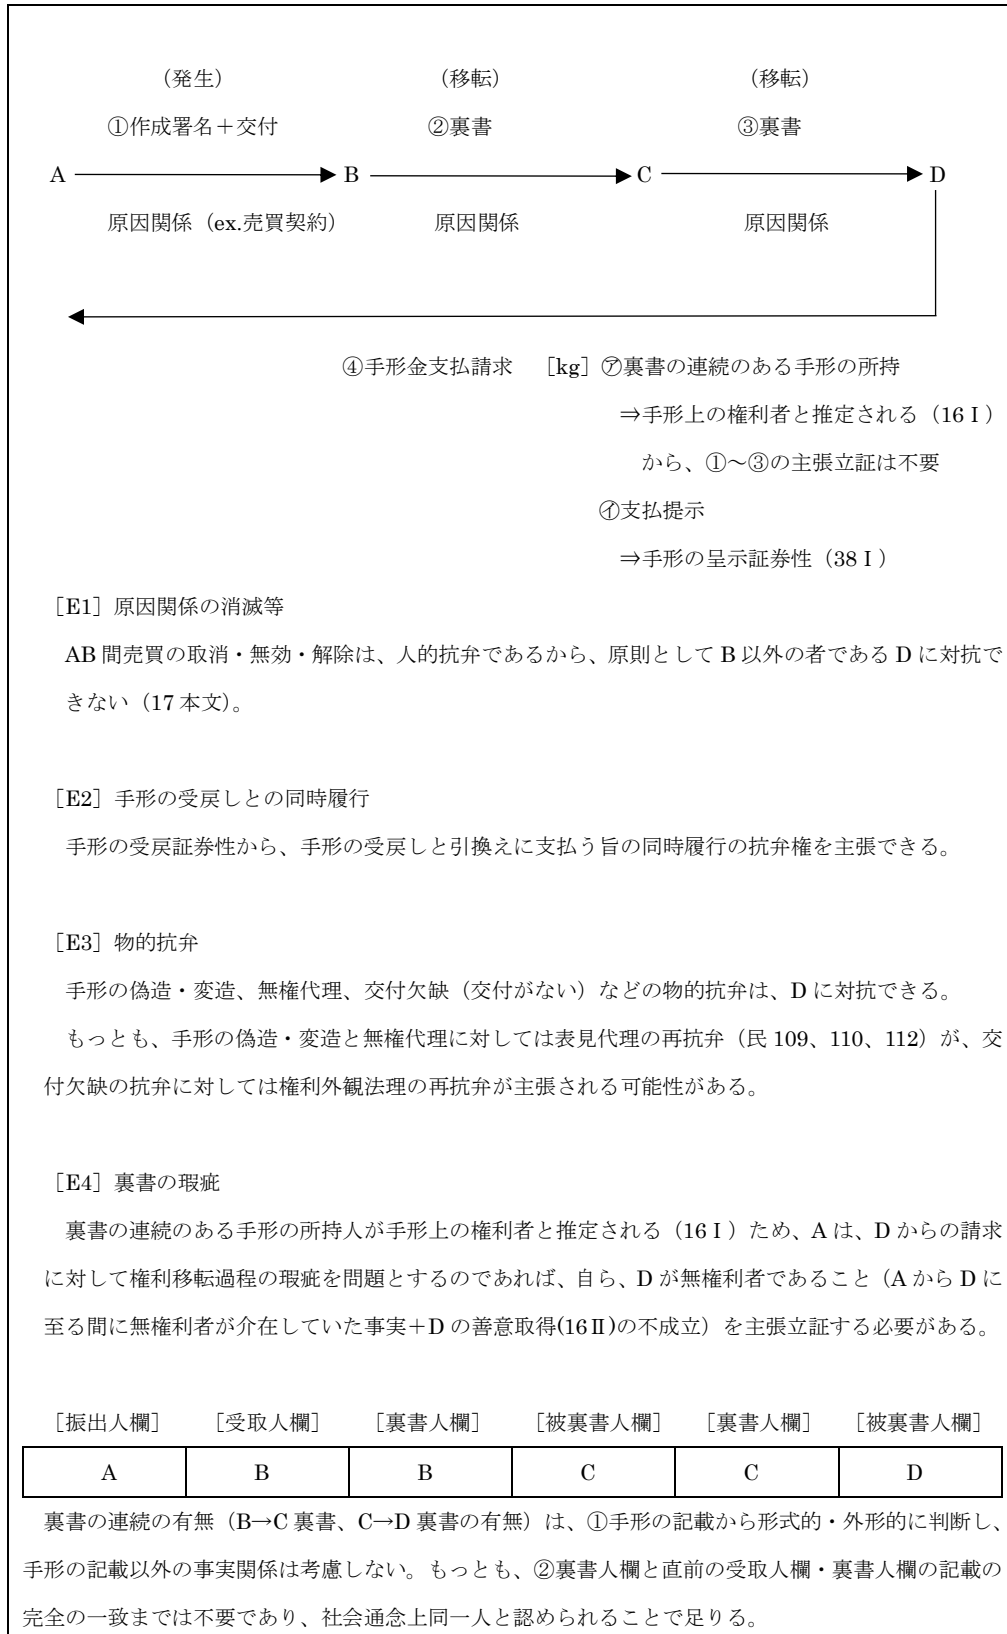 （発生） （移転） （移転）
①作成署名＋交付 ②裏書 ③裏書
A B C D
原因関係（ex.売買契約） 原因関係 原因関係
④手形金支払請求 ［kg］㋐裏書の連続のある手形の所持
⇒手形上の権利者と推定される（16Ⅰ）
から、①～③の主張立証は不要
㋑支払提示
⇒手形の呈示証券性（38Ⅰ）
［E1］原因関係の消滅等
AB 間売買の取消・無効・解除は、人的抗弁であるから、原則として B 以外の者である D に対抗で
きない（17 本文）。
［E2］手形の受戻しとの同時履行
手形の受戻証券性から、手形の受戻しと引換えに支払う旨の同時履行の抗弁権を主張できる。
［E3］物的抗弁
手形の偽造・変造、無権代理、交付欠缺（交付がない）などの物的抗弁は、D に対抗できる。
もっとも、手形の偽造・変造と無権代理に対しては表見代理の再抗弁（民 109、110、112）が、交
付欠缺の抗弁に対しては権利外観法理の再抗弁が主張される可能性がある。
［E4］裏書の瑕疵
裏書の連続のある手形の所持人が手形上の権利者と推定される（16Ⅰ）ため、A は、D からの請求
に対して権利移転過程の瑕疵を問題とするのであれば、自ら、D が無権利者であること（A から D に
至る間に無権利者が介在していた事実＋D の善意取得(16Ⅱ)の不成立）を主張立証する必要がある。
［振出人欄］ ［受取人欄］ ［裏書人欄］ ［被裏書人欄］ ［裏書人欄］ ［被裏書人欄］
A B B C C D
裏書の連続の有無（B→C 裏書、C→D 裏書の有無）は、①手形の記載から形式的・外形的に判断し、
手形の記載以外の事実関係は考慮しない。もっとも、②裏書人欄と直前の受取人欄・裏書人欄の記載の
完全の一致までは不要であり、社会通念上同一人と認められることで足りる。